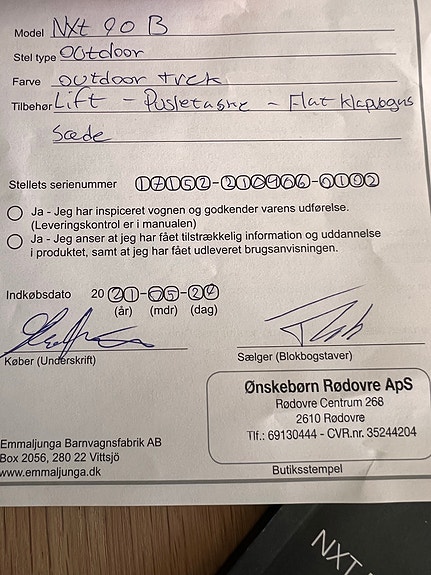 Model NXt 90 B
Stel type Outdoor
Farve outdoor trek
Tilbehør Lift - Pusletaske - Flat klapvogns
Sæde
Stellets serienummer 17152-210906-0102
Ja - Jeg har inspiceret vognen og godkender varens udførelse.
(Leveringskontrol er i manualen)
Ja - Jeg anser at jeg har fået tilstrækkelig information og uddannelse
i produktet, samt at jeg har fået udleveret brugsanvisning.
Indkøbsdato 20 21-05-22
(år) (mdr) (dag)
Køber (Underskrift)
Sælger (Blokbogstaver)
Ønskebørn Rødovre ApS
Rødovre Centrum 268
2610 Rødovre
Tlf.: 69130444 - CVR.nr. 35244204
Butiksstempel
Emmaljunga Barnvagnsfabrik AB
Box 2056, 280 22 Vittsjö
www.emmaljunga.dk
NXT